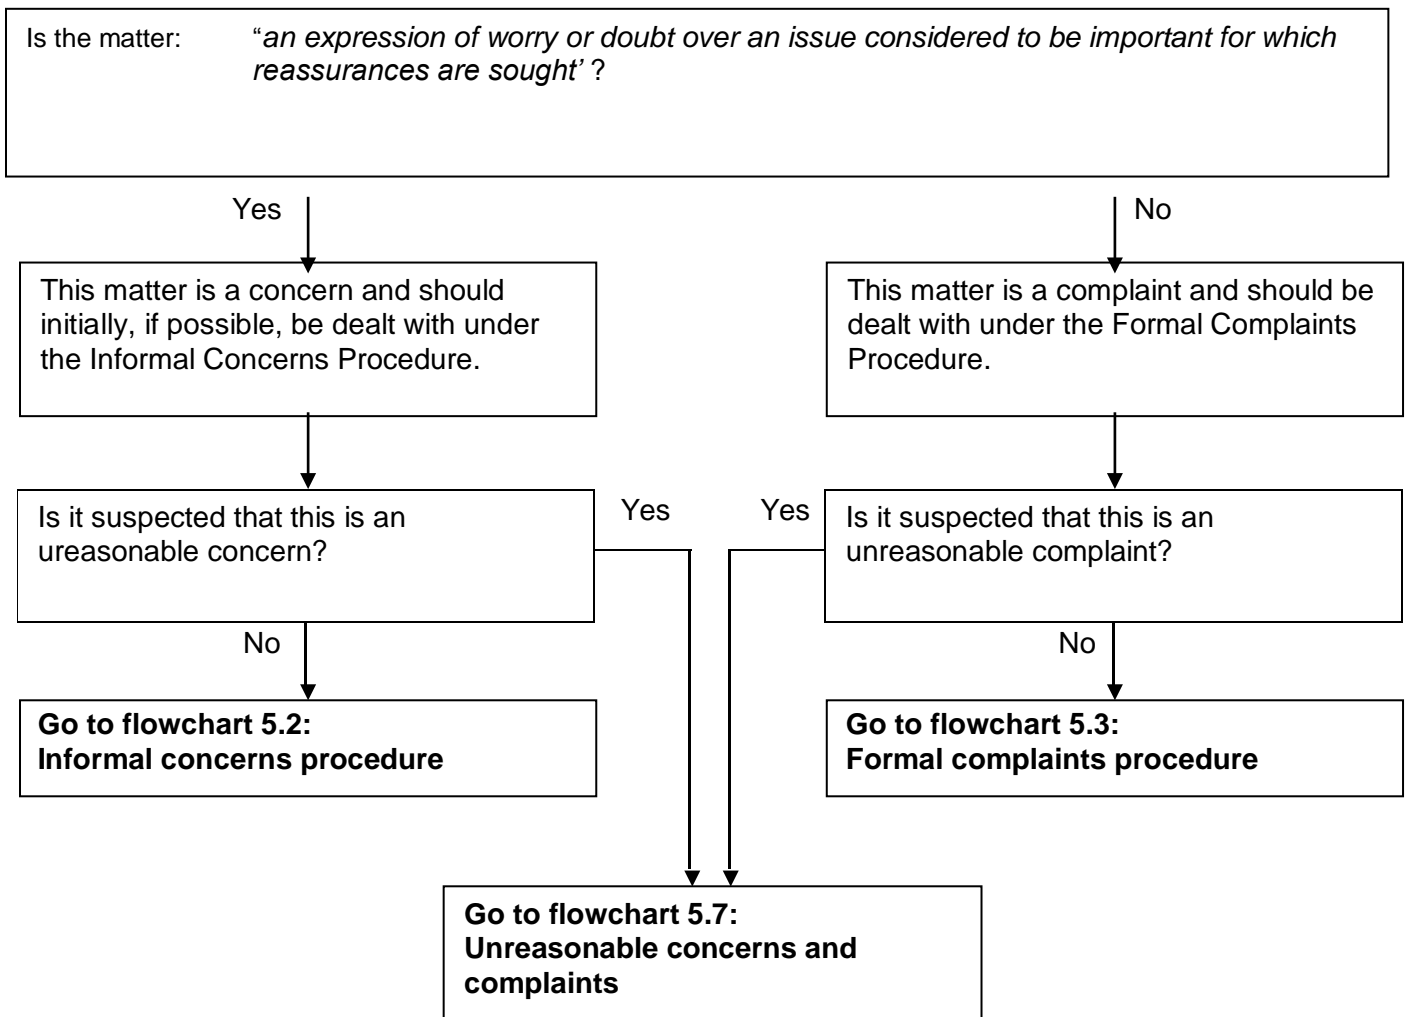 Is the matter: “an expression of worry or doubt over an issue considered to be important for which
reassurances are sought’ ?
Yes
No
This matter is a concern and should
initially, if possible, be dealt with under
the Informal Concerns Procedure.
This matter is a complaint and should be
dealt with under the Formal Complaints
Procedure.
Is it suspected that this is an
ureasonable concern?
Yes
Yes
Is it suspected that this is an
unreasonable complaint?
No
No
Go to flowchart 5.2:
Informal concerns procedure
Go to flowchart 5.3:
Formal complaints procedure
Go to flowchart 5.7:
Unreasonable concerns and
complaints